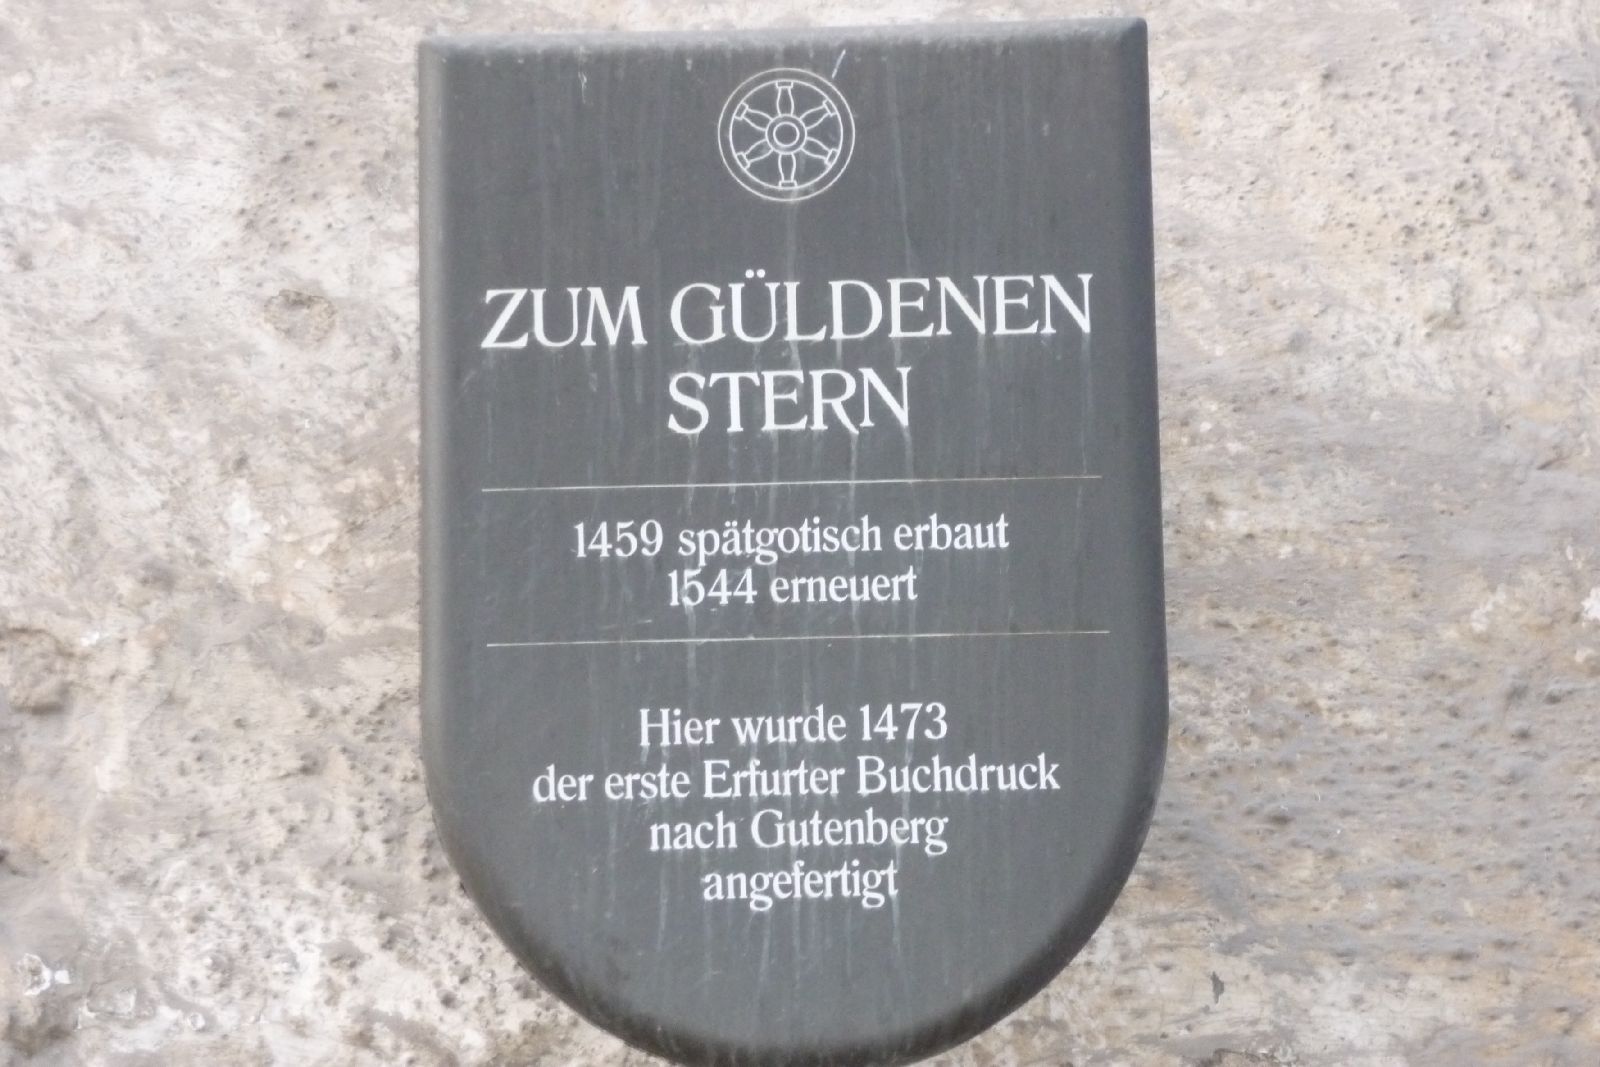 ZUM GÜLDENEN
STERN
1459 spätgotisch erbaut
1544 erneuert
Hier wurde 1473
der erste Erfurter Buchdruck
nach Gutenberg
angefertigt